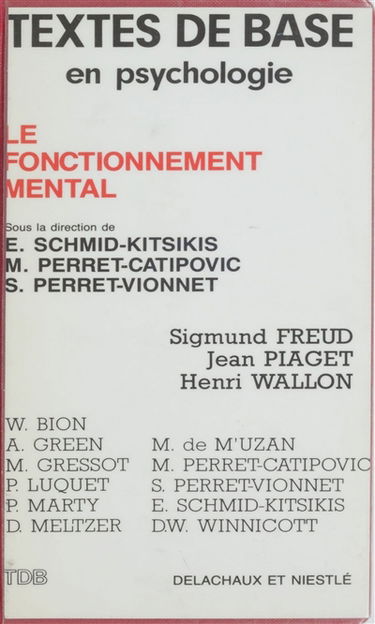 TEXTES DE BASE
en psychologie
LE
FONCTIONNEMENT
MENTAL
Sous la direction de
E. SCHMID-KITSIKIS
M. PERRET-CATIPOVIC
S. PERRET-VIONNET
Sigmund FREUD
Jean PIAGET
Henri WALLON
W. BION
A. GREEN
M. GRESSOT
P. LUQUET
P. MARTY
D. MELTZER
M. de M'UZAN
M. PERRET-CATIPOVIC
S. PERRET-VIONNET
E. SCHMID-KITSIKIS
D.W. WINNICOTT
TDB
DELACHAUX ET NIESTLÉ